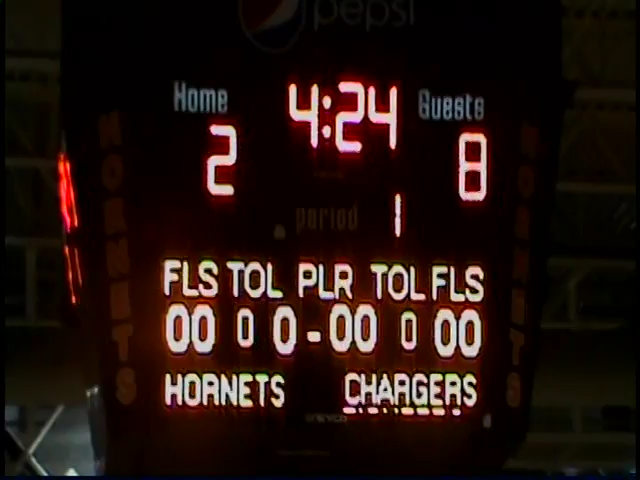 pepsi
Home 4:24 Guests
2 8
period 1
FLS TOL PLR TOL FLS
00 0 0-00 0 00
HORNETS CHARGERS
HORNETS
HORNETS